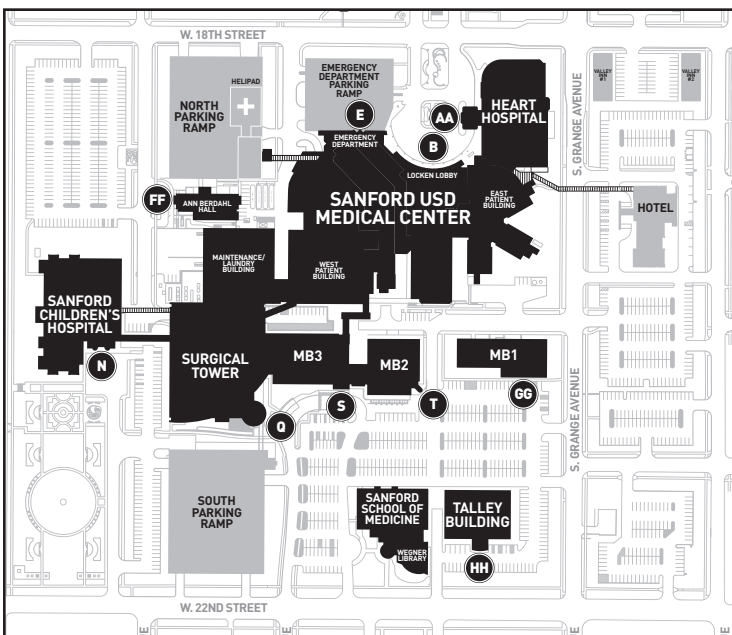 W. 18TH STREET
HELIPAD
NORTH
PARKING
RAMP
EMERGENCY
DEPARTMENT
PARKING
RAMP
E
EMERGENCY
DEPARTMENT
AA
B
HEART
HOSPITAL
LOCKEN LOBBY
S. GRANGE AVENUE
VALLEY
INN
#1
VALLEY
INN
#2
FF
ANN BERDAHL
HALL
SANFORD USD
MEDICAL CENTER
EAST
PATIENT
BUILDING
HOTEL
MAINTENANCE/
LAUNDRY
BUILDING
WEST
PATIENT
BUILDING
SANFORD
CHILDREN'S
HOSPITAL
N
SURGICAL
TOWER
MB3
MB2
MB1
Q
S
T
GG
S. GRANGE AVENUE
SOUTH
PARKING
RAMP
SANFORD
SCHOOL OF
MEDICINE
WEGNER
LIBRARY
TALLEY
BUILDING
HH
W. 22ND STREET
E
E
E